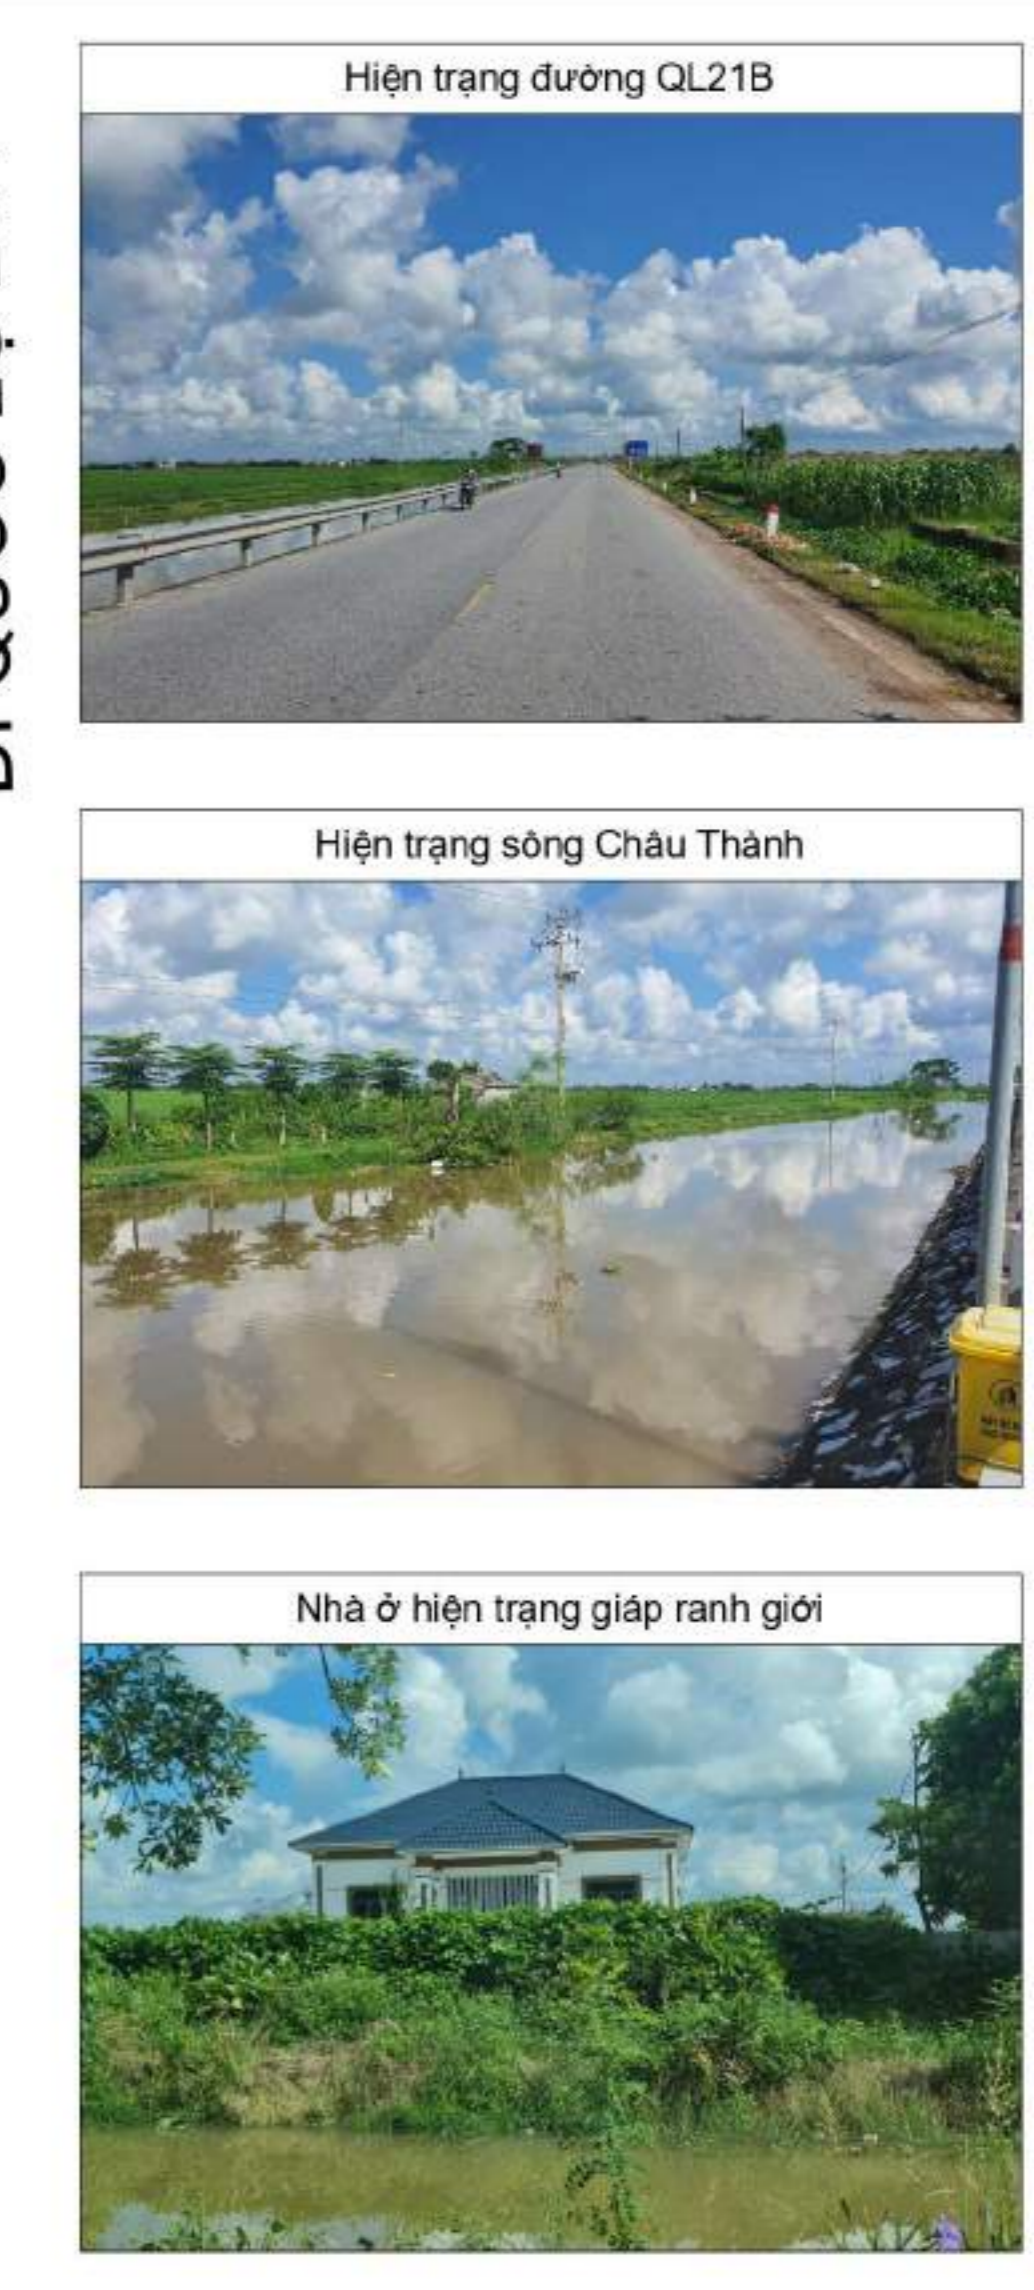 Hiện trạng đường QL21B
Hiện trạng sông Châu Thành
Nhà ở hiện trạng giáp ranh giới